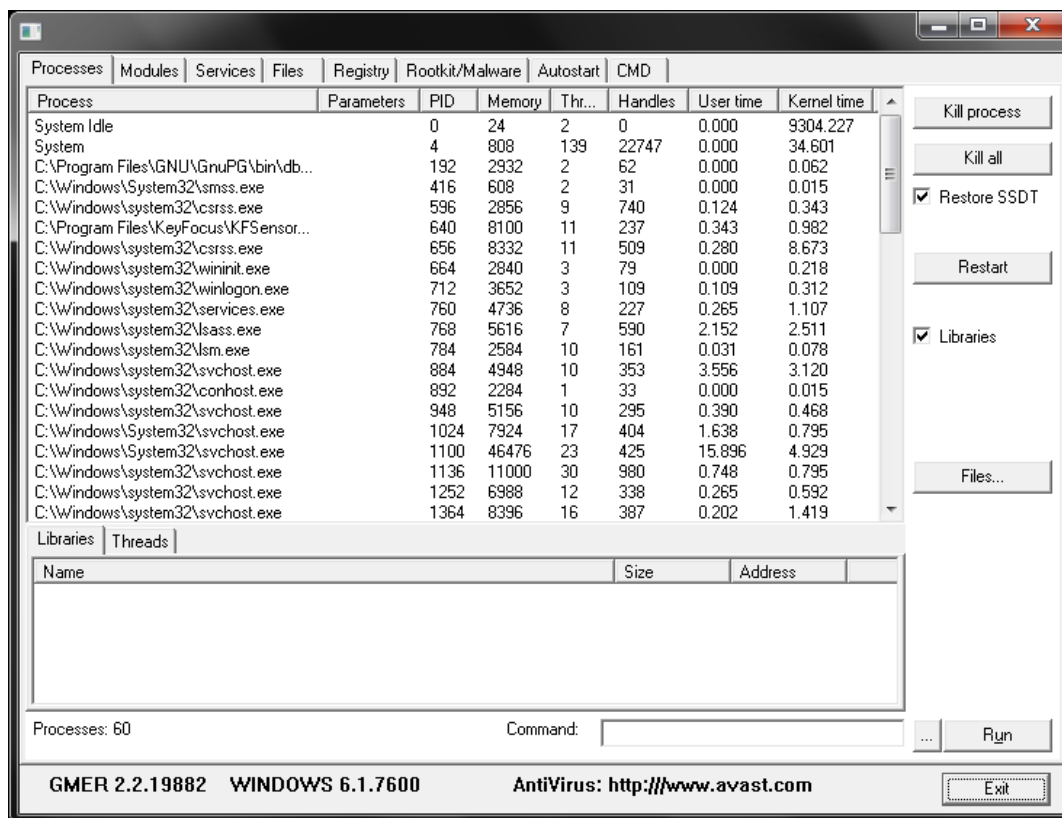 Processes Modules Services Files Registry Rootkit/Malware Autostart CMD
Process Parameters PID Memory Thr... Handles User time Kernel time
System Idle 0 24 2 0 0.000 9304.227
System 4 808 139 22747 0.000 34.601
C:\Program Files\GNU\GnuPG\bin\db... 192 2932 2 62 0.000 0.062
C:\Windows\System32\smss.exe 416 608 2 31 0.000 0.015
C:\Windows\system32\csrss.exe 596 2856 9 740 0.124 0.343
C:\Program Files\KeyFocus\KFSensor... 640 8100 11 237 0.343 0.982
C:\Windows\system32\csrss.exe 656 8332 11 509 0.280 8.673
C:\Windows\system32\wininit.exe 664 2840 3 79 0.000 0.218
C:\Windows\system32\winlogon.exe 712 3652 3 109 0.109 0.312
C:\Windows\system32\services.exe 760 4736 8 227 0.265 1.107
C:\Windows\system32\lsass.exe 768 5616 7 590 2.152 2.511
C:\Windows\system32\lsm.exe 784 2584 10 161 0.031 0.078
C:\Windows\system32\svchost.exe 884 4948 10 353 3.556 3.120
C:\Windows\system32\conhost.exe 892 2284 1 33 0.000 0.015
C:\Windows\system32\svchost.exe 948 5156 10 295 0.390 0.468
C:\Windows\System32\svchost.exe 1024 7924 17 404 1.638 0.795
C:\Windows\System32\svchost.exe 1100 46476 23 425 15.896 4.929
C:\Windows\system32\svchost.exe 1136 11000 30 980 0.748 0.795
C:\Windows\system32\svchost.exe 1252 6988 12 338 0.265 0.592
C:\Windows\system32\svchost.exe 1364 8396 16 387 0.202 1.419
Kill process
Kill all
Restore SSDT
Restart
Libraries
Files...
Libraries Threads
Name Size Address
Processes: 60 Command: ... Run
GMER 2.2.19882 WINDOWS 6.1.7600 AntiVirus: http:///www.avast.com Exit